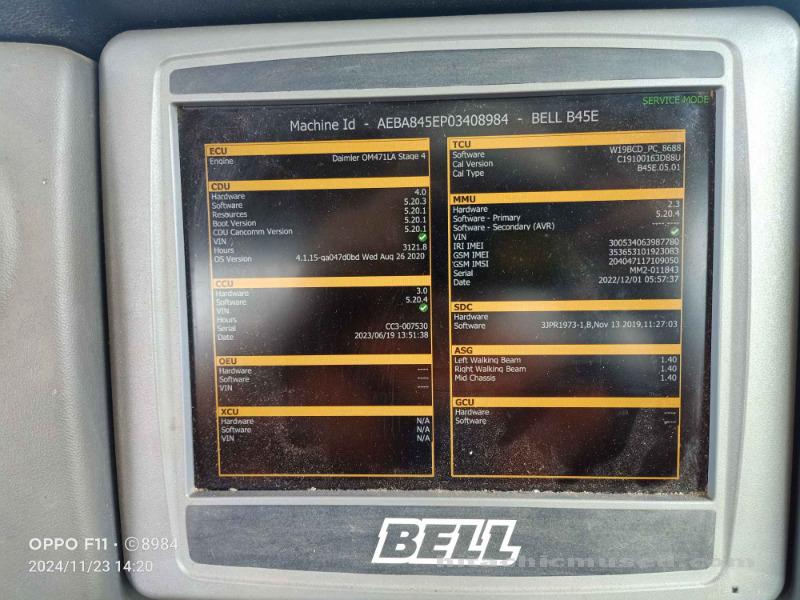 SERVICE MODE
Machine Id - AEBA845EP03408984 - BELL B45E
ECU
Engine Daimler OM471LA Stage 4
CDU
Hardware 4.0
Software 5.20.3
Resources 5.20.1
Boot Version 5.20.1
CDU Cancomm Version 5.20.1
VIN
Hours 3121.8
OS Version 4.1.15-ga047d0bd Wed Aug 26 2020
CCU
Hardware 3.0
Software 5.20.4
VIN
Hours
Serial CC3-007530
Date 2023/06/19 13:51:38
OEU
Hardware ----
Software ----
VIN ----
XCU
Hardware N/A
Software N/A
VIN N/A
TCU
Software W19BCD_PC_8688
Cal Version C19100163D88U
Cal Type B45E.05.01
MMU
Hardware 2.3
Software - Primary 5.20.4
Software - Secondary (AVR) --.--.--
VIN
IRI IMEI 300534063987780
GSM IMEI 353653101923083
GSM IMSI 204047117109050
Serial MM2-011843
Date 2022/12/01 05:57:37
SDC
Hardware
Software 3JPR1973-1,B,Nov 13 2019,11:27:03
ASG
Left Walking Beam 1.40
Right Walking Beam 1.40
Mid Chassis 1.40
GCU
Hardware ----
Software ----
BELL
OPPO F11 · ©8984
2024/11/23 14:20